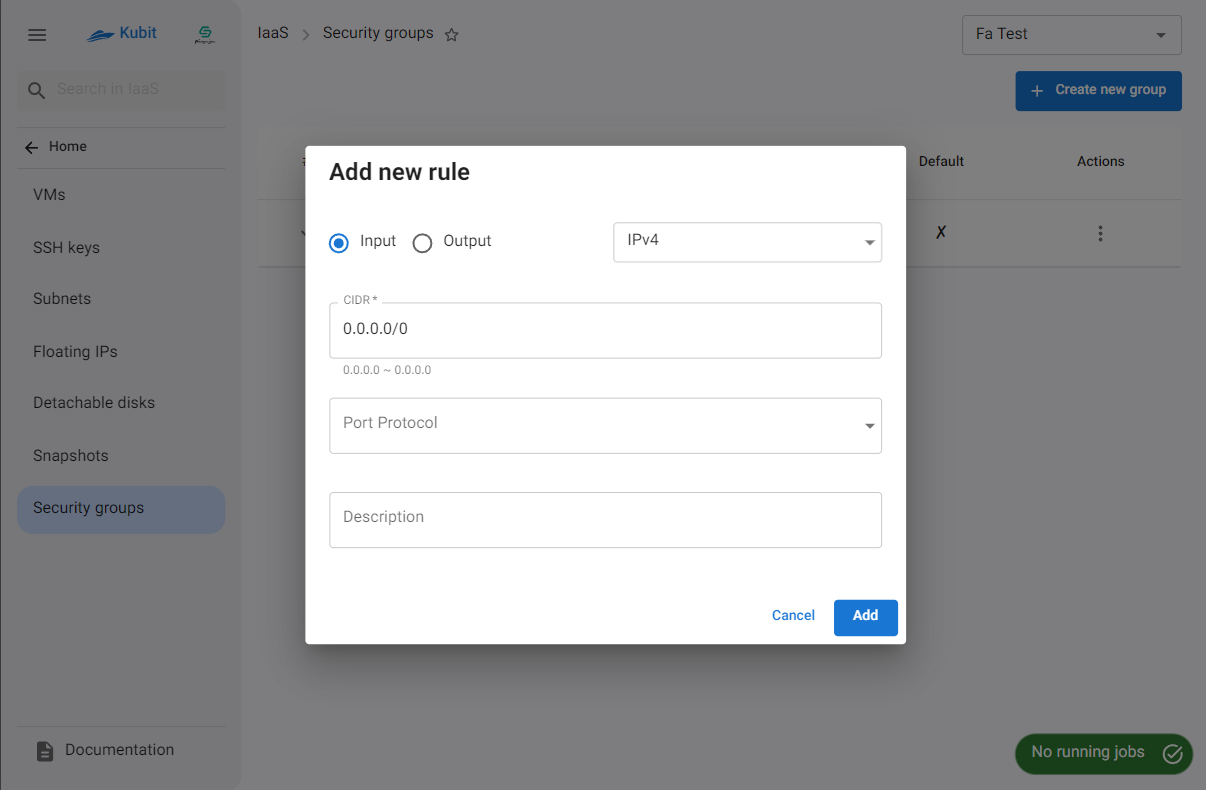 Kubit
IaaS
Security groups
Fa Test
Search in IaaS
Create new group
Home
VMs
SSH keys
Subnets
Floating IPs
Detachable disks
Snapshots
Security groups
Documentation
Default
Actions
✗
Add new rule
Input
Output
IPv4
CIDR *
0.0.0.0/0
0.0.0.0 ~ 0.0.0.0
Port Protocol
Description
Cancel
Add
No running jobs